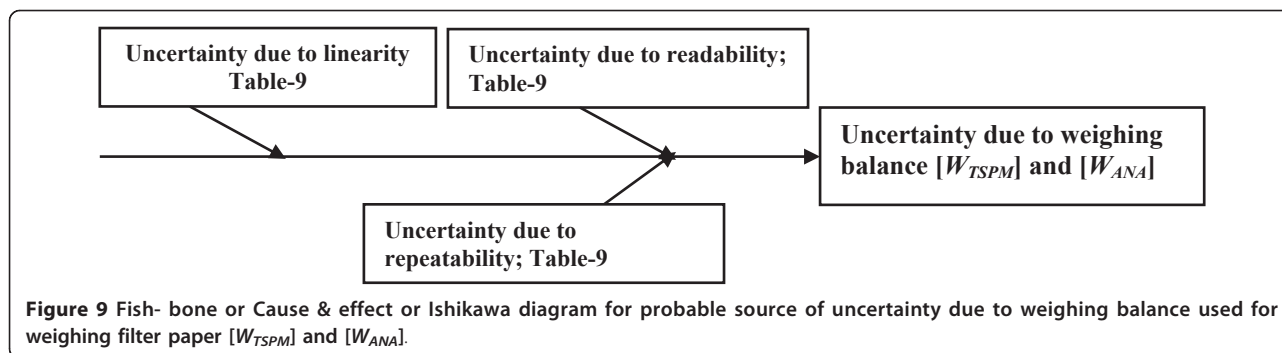 Uncertainty due to linearity
Table-9
Uncertainty due to readability;
Table-9
Uncertainty due to weighing
balance [W_TSPM] and [W_ANA]
Uncertainty due to
repeatability; Table-9
Figure 9 Fish- bone or Cause & effect or Ishikawa diagram for probable source of uncertainty due to weighing balance used for
weighing filter paper [W_TSPM] and [W_ANA].